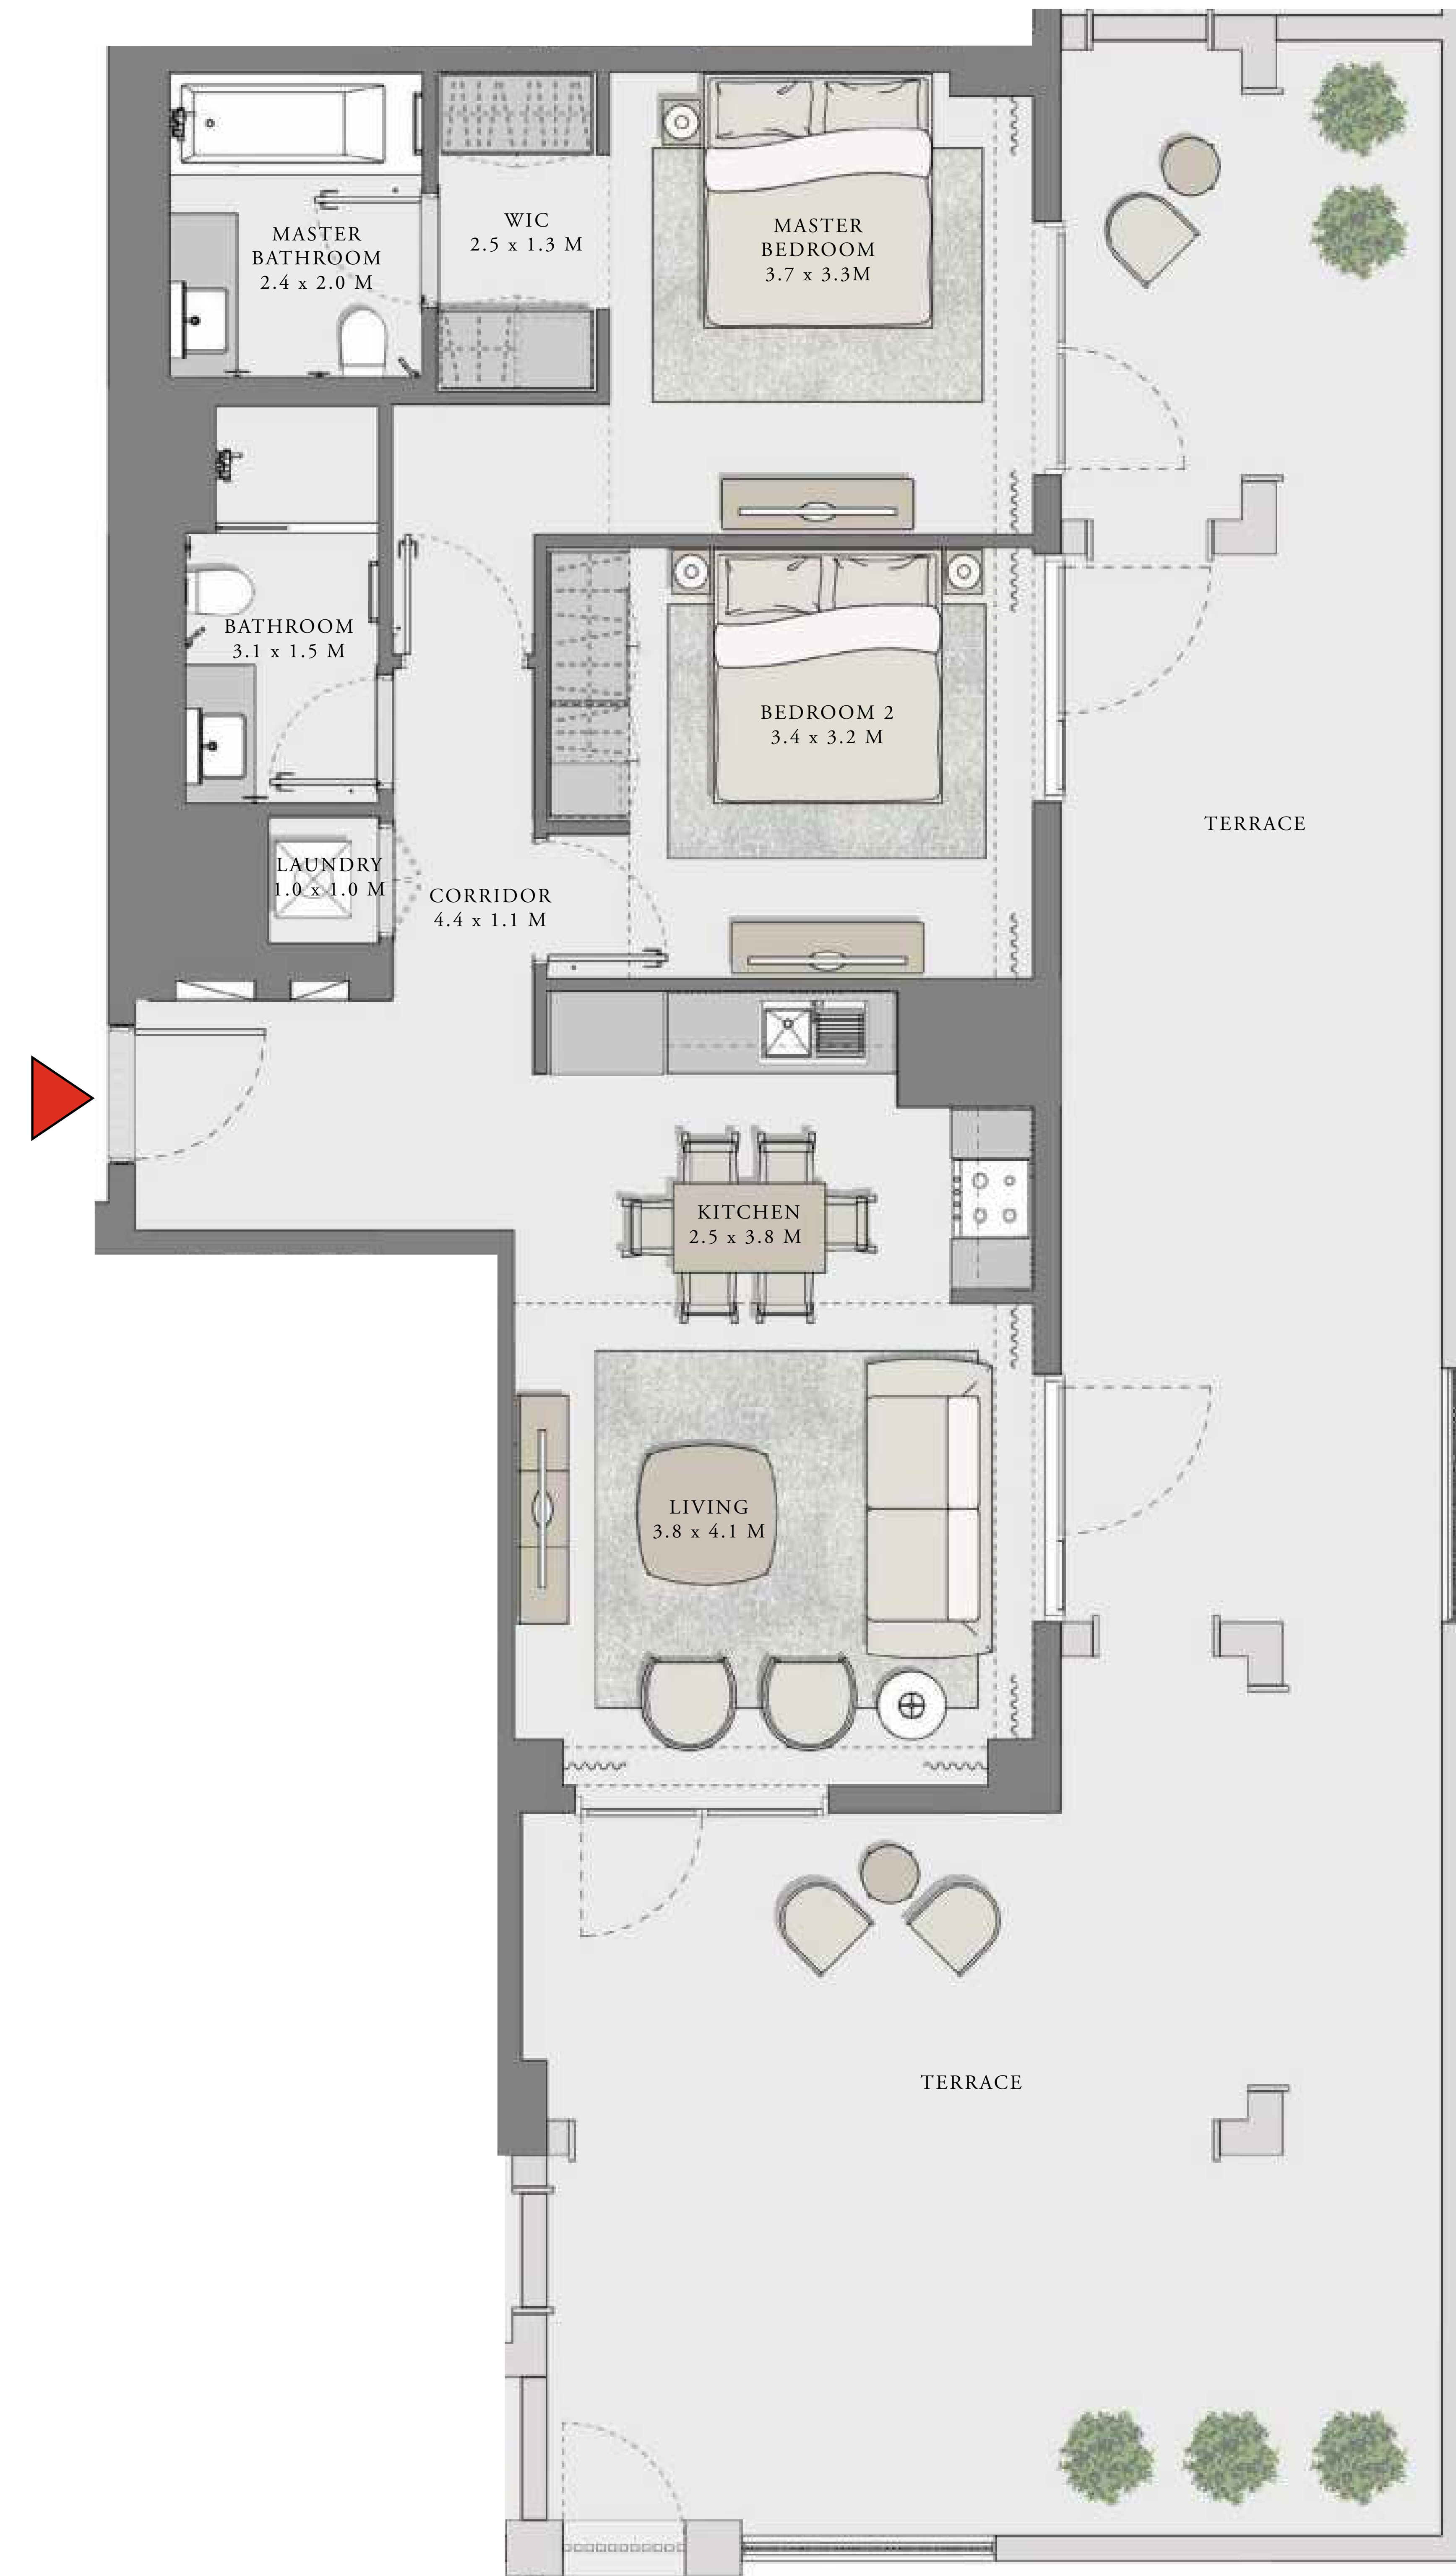 MASTER
BATHROOM
2.4 x 2.0 M
WIC
2.5 x 1.3 M
MASTER
BEDROOM
3.7 x 3.3M
BATHROOM
3.1 x 1.5 M
BEDROOM 2
3.4 x 3.2 M
TERRACE
LAUNDRY
1.0 x 1.0 M
CORRIDOR
4.4 x 1.1 M
KITCHEN
2.5 x 3.8 M
LIVING
3.8 x 4.1 M
TERRACE